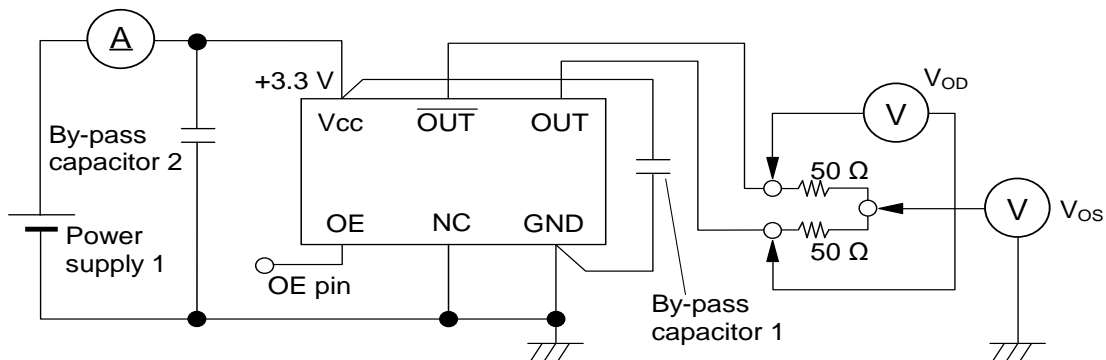 A
+3.3 V
Vcc
OUT
OUT
By-pass
capacitor 2
OE
NC
GND
Power
supply 1
OE pin
By-pass
capacitor 1
V
VOD
50 Ω
50 Ω
V
VOS